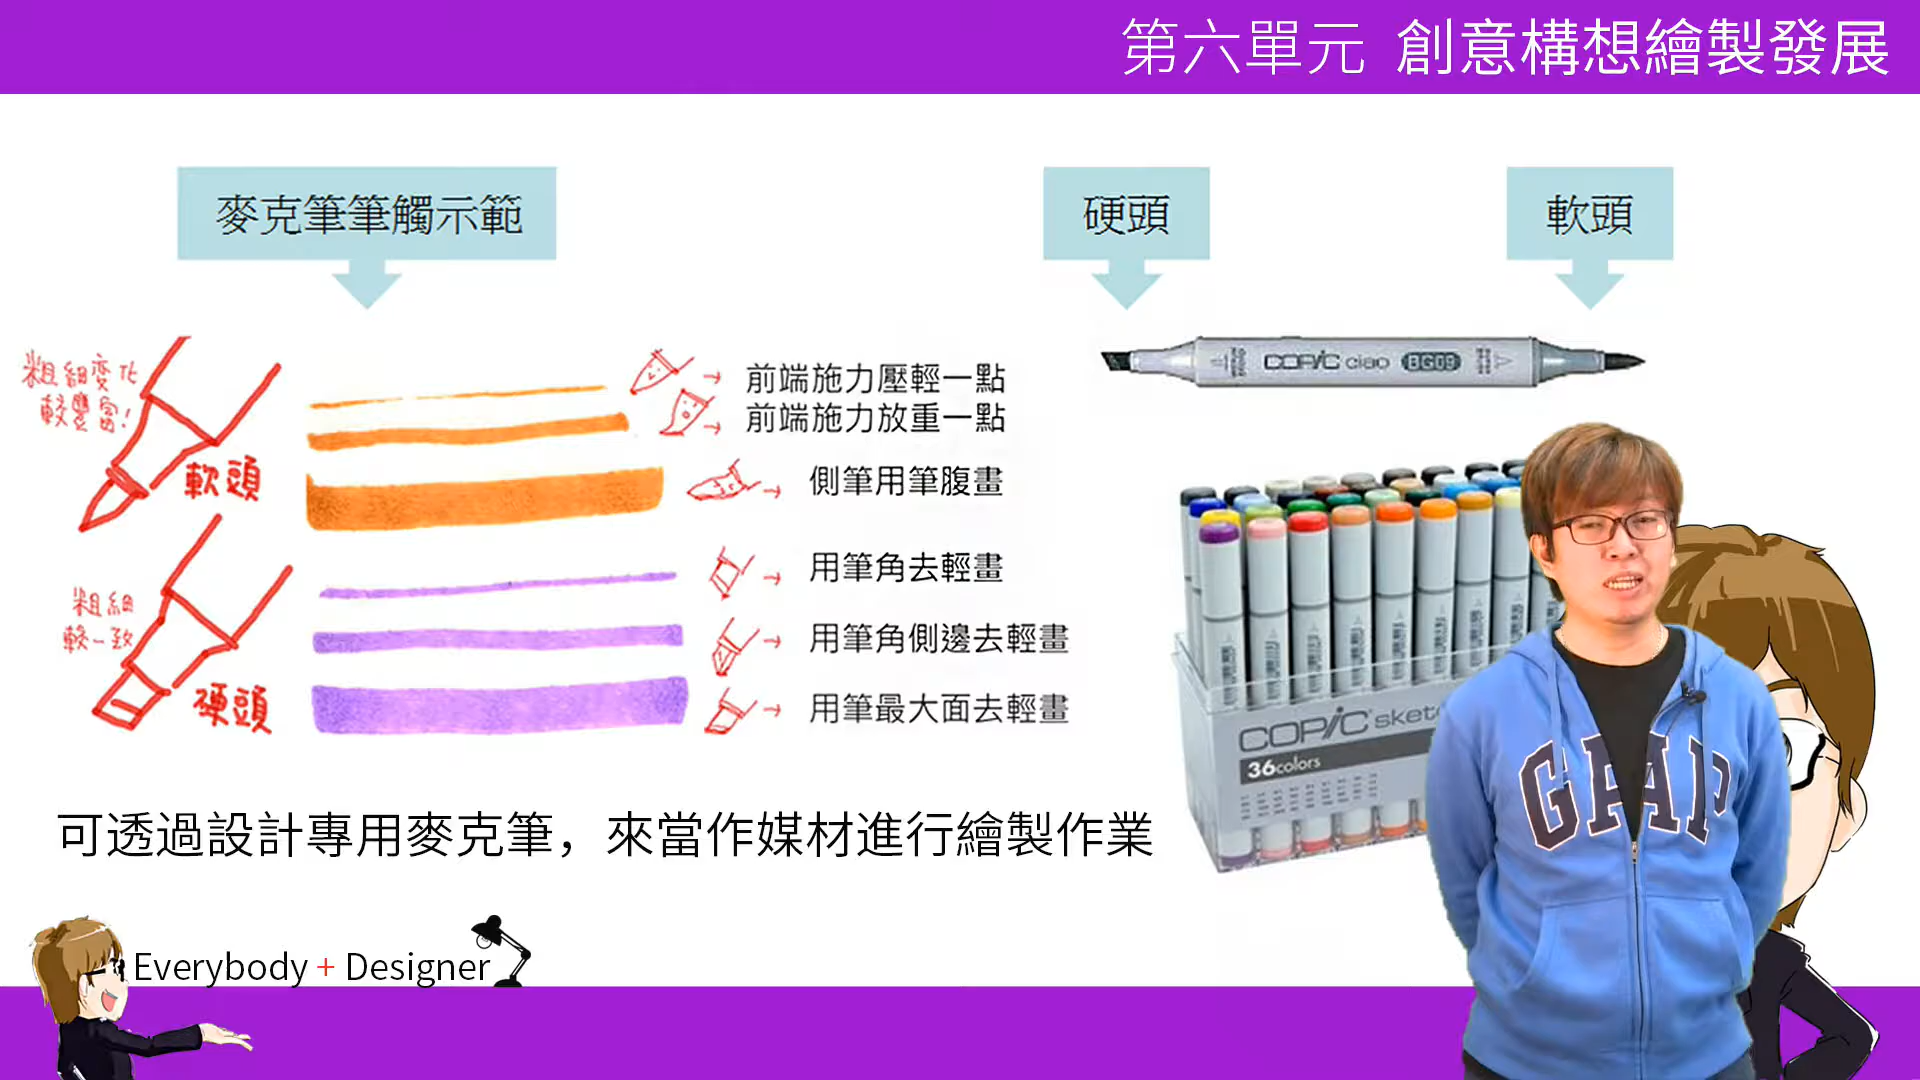 第六單元 創意構想繪製發展
麥克筆筆觸示範
硬頭
軟頭
粗細变化
較豐富!
軟頭
前端施力壓輕一點
前端施力放重一點
側筆用筆腹畫
粗細
較一致
硬頭
用筆角去輕畫
用筆角側邊去輕畫
用筆最大面去輕畫
COPIC ciao BG09
COPIC sketc
36colors
GAP
可透過設計專用麥克筆，來當作媒材進行繪製作業
Everybody + Designer